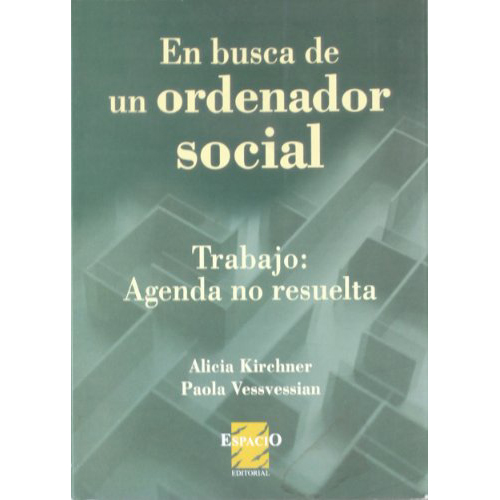 En busca de
un ordenador
social
Trabajo:
Agenda no resuelta
Alicia Kirchner
Paola Vessvessian
ESPACIO
EDITORIAL